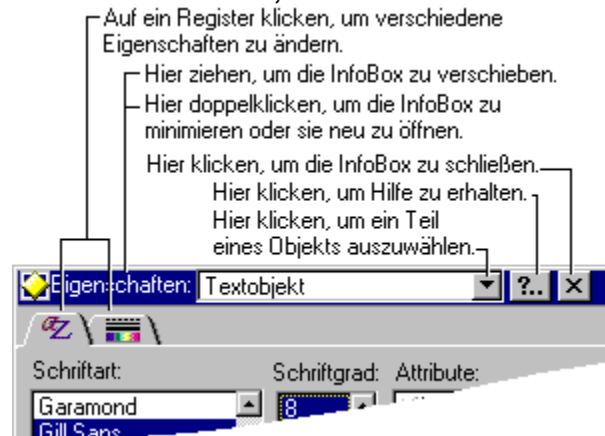 Auf ein Register klicken, um verschiedene
Eigenschaften zu ändern.
Hier ziehen, um die InfoBox zu verschieben.
Hier doppelklicken, um die InfoBox zu
minimieren oder sie neu zu öffnen.
Hier klicken, um die InfoBox zu schließen.
Hier klicken, um Hilfe zu erhalten.
Hier klicken, um ein Teil
eines Objekts auszuwählen.
Eigenschaften: Textobjekt ?..
aZ
Schriftart: Schriftgrad: Attribute:
Garamond 8
Gill Sans